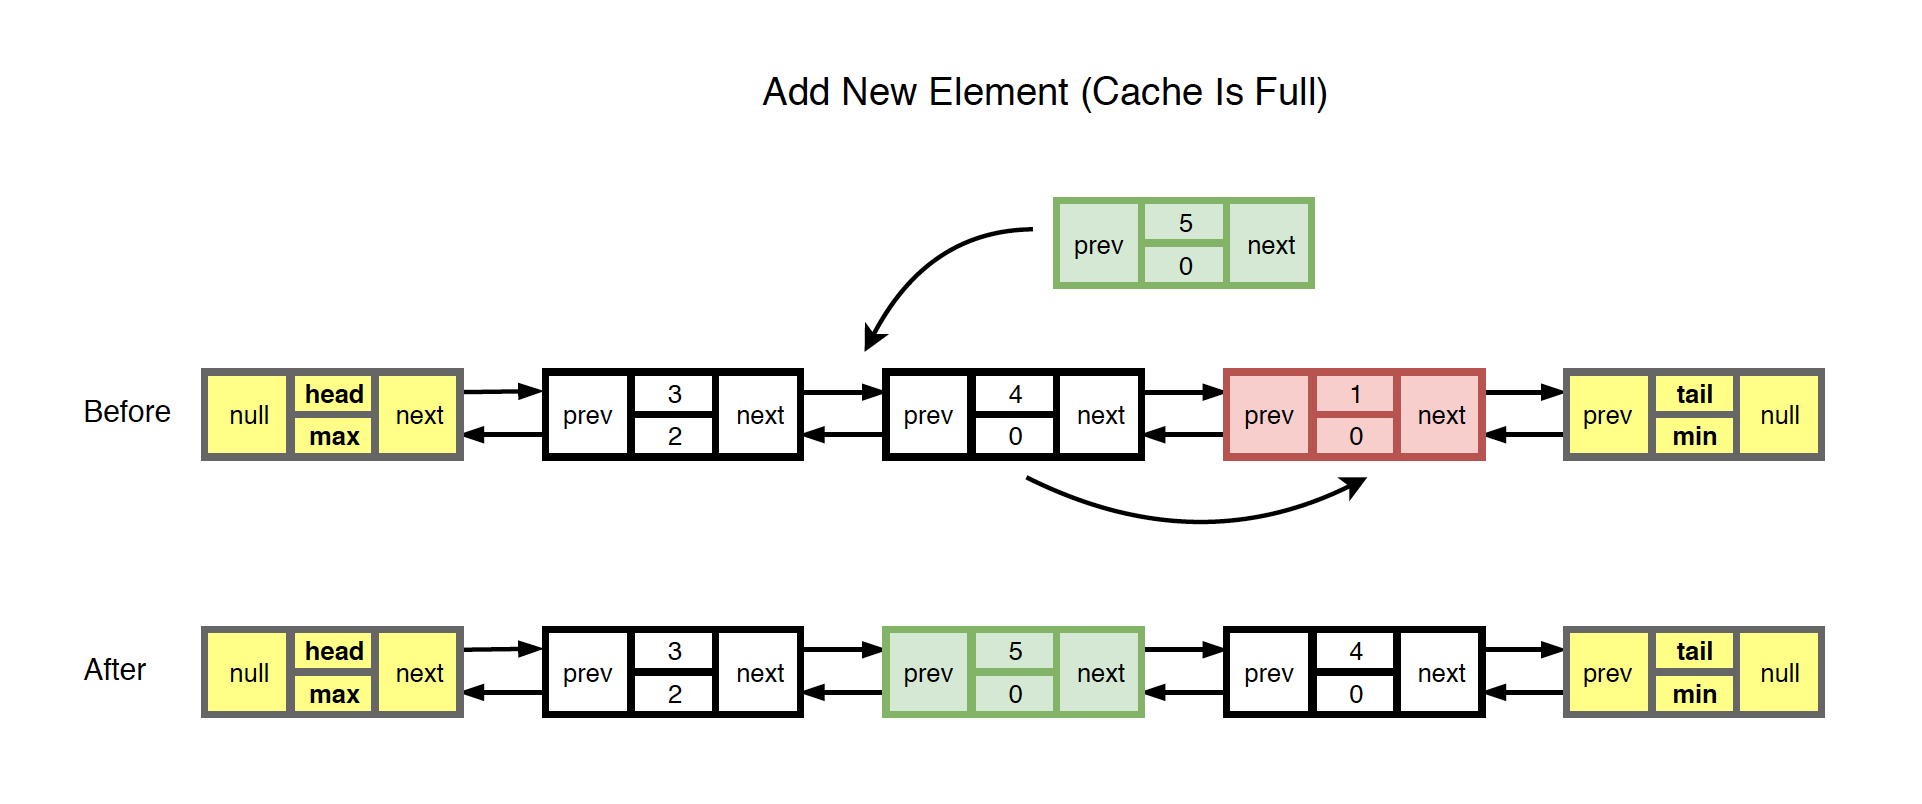 Add New Element (Cache Is Full)
prev 5 next
0
Before
null head next prev 3 next prev 4 next prev 1 next prev tail null
max 2 0 0 min
After
null head next prev 3 next prev 5 next prev 4 next prev tail null
max 2 0 0 min